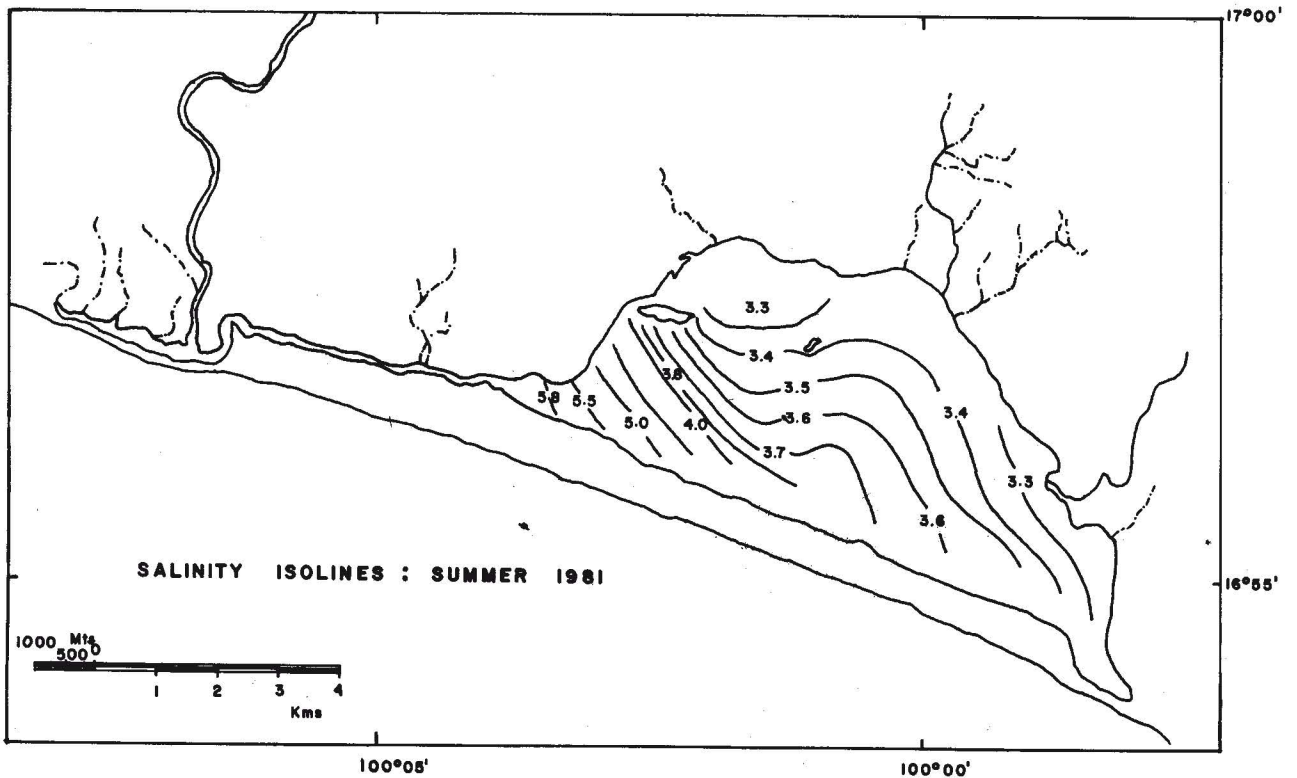 17°00'
3.3
3.4
3.8
3.5
5.8 5.5
5.0 4.0 3.6 3.4
3.7
3.3
3.6
SALINITY ISOLINES : SUMMER 1981
16°55'
1000 Mts
500 0
1 2 3 4
Kms
100°05' 100°00'